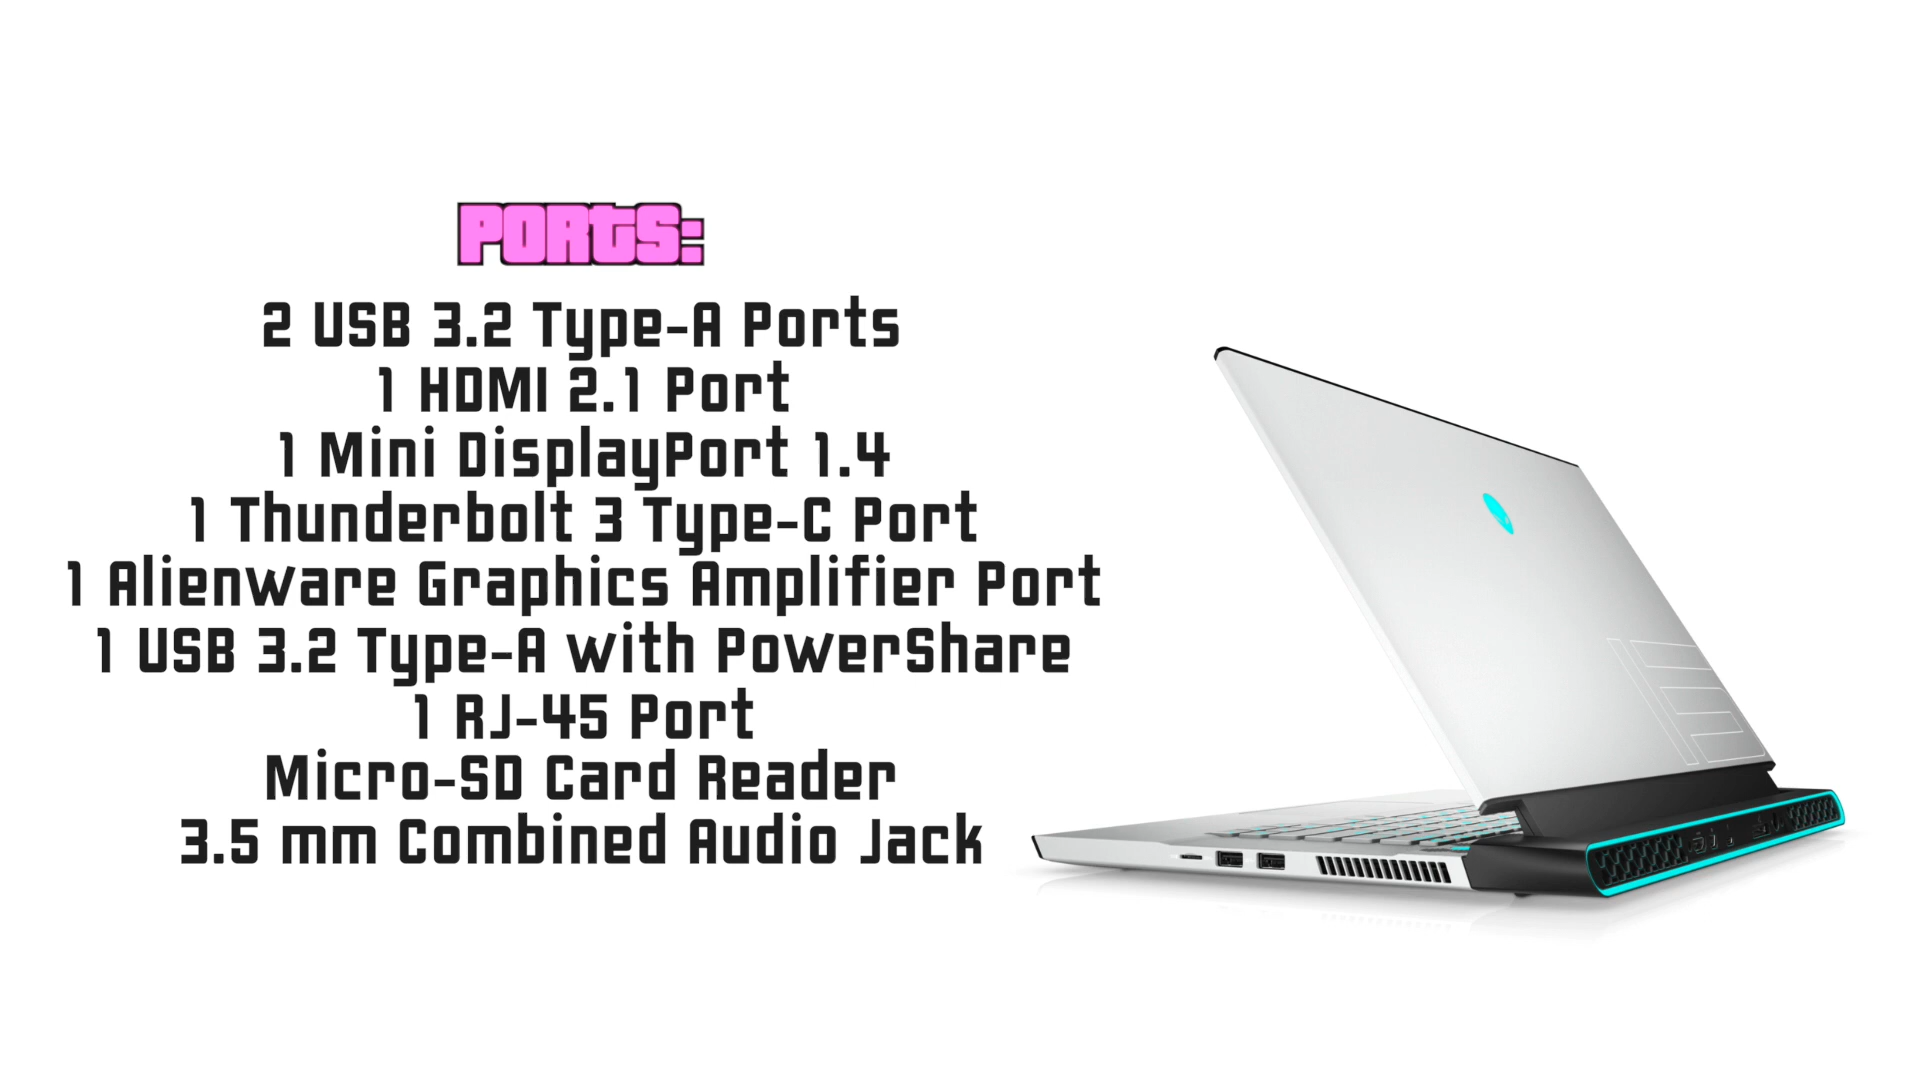 PORTS:
2 USB 3.2 Type-A Ports
1 HDMI 2.1 Port
1 Mini DisplayPort 1.4
1 Thunderbolt 3 Type-C Port
1 Alienware Graphics Amplifier Port
1 USB 3.2 Type-A with PowerShare
1 RJ-45 Port
Micro-SD Card Reader
3.5 mm Combined Audio Jack
15